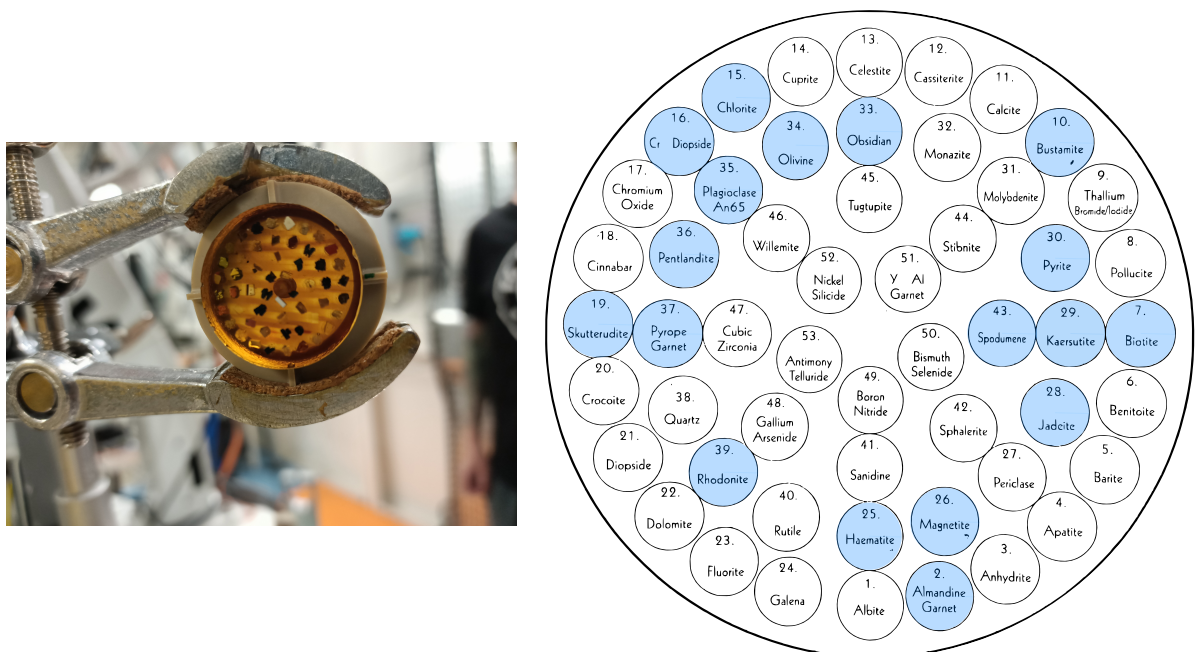 13.
Celestite
14.
Cuprite
12.
Cassiterite
15.
Chlorite
11.
Calcite
16.
Cr Diopside
34.
Olivine
33.
Obsidian
32.
Monazite
10.
Bustamite
17.
Chromium
Oxide
35.
Plagioclase
An65
45.
Tugtupite
31.
Molybdenite
9.
Thallium
Bromide/Iodide
18.
Cinnabar
36.
Pentlandite
46.
Willemite
44.
Stibnite
30.
Pyrite
8.
Pollucite
52.
Nickel
Silicide
51.
Y Al
Garnet
19.
Skutterudite
37.
Pyrope
Garnet
47.
Cubic
Zirconia
43.
Spodumene
29.
Kaersutite
7.
Biotite
53.
Antimony
Telluride
50.
Bismuth
Selenide
20.
Crocoite
38.
Quartz
48.
Gallium
Arsenide
49.
Boron
Nitride
42.
Sphalerite
28.
Jadeite
6.
Benitoite
21.
Diopside
39.
Rhodonite
41.
Sanidine
27.
Periclase
5.
Barite
22.
Dolomite
40.
Rutile
25.
Haematite
26.
Magnetite
4.
Apatite
23.
Fluorite
24.
Galena
1.
Albite
2.
Almandine
Garnet
3.
Anhydrite